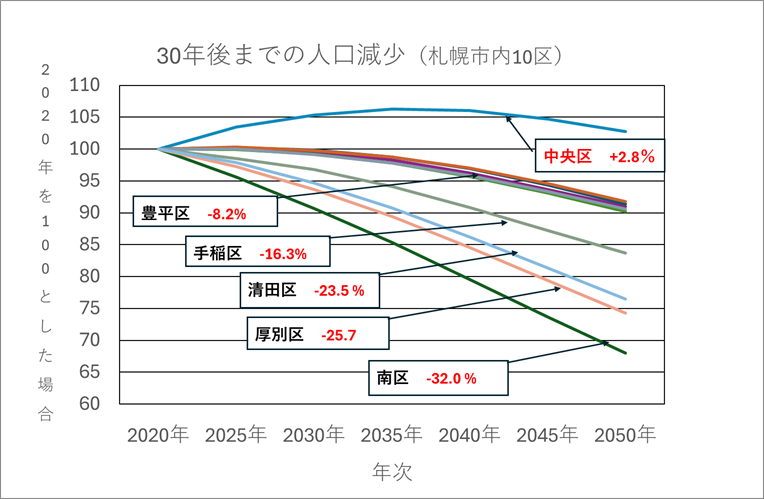 30年後までの人口減少（札幌市内10区）
2020年を100とした場合
110
105
100
95
90
85
80
75
70
65
60
中央区 +2.8%
豊平区 -8.2%
手稲区 -16.3%
清田区 -23.5 %
厚別区 -25.7
南区 -32.0 %
2020年 2025年 2030年 2035年 2040年 2045年 2050年
年次